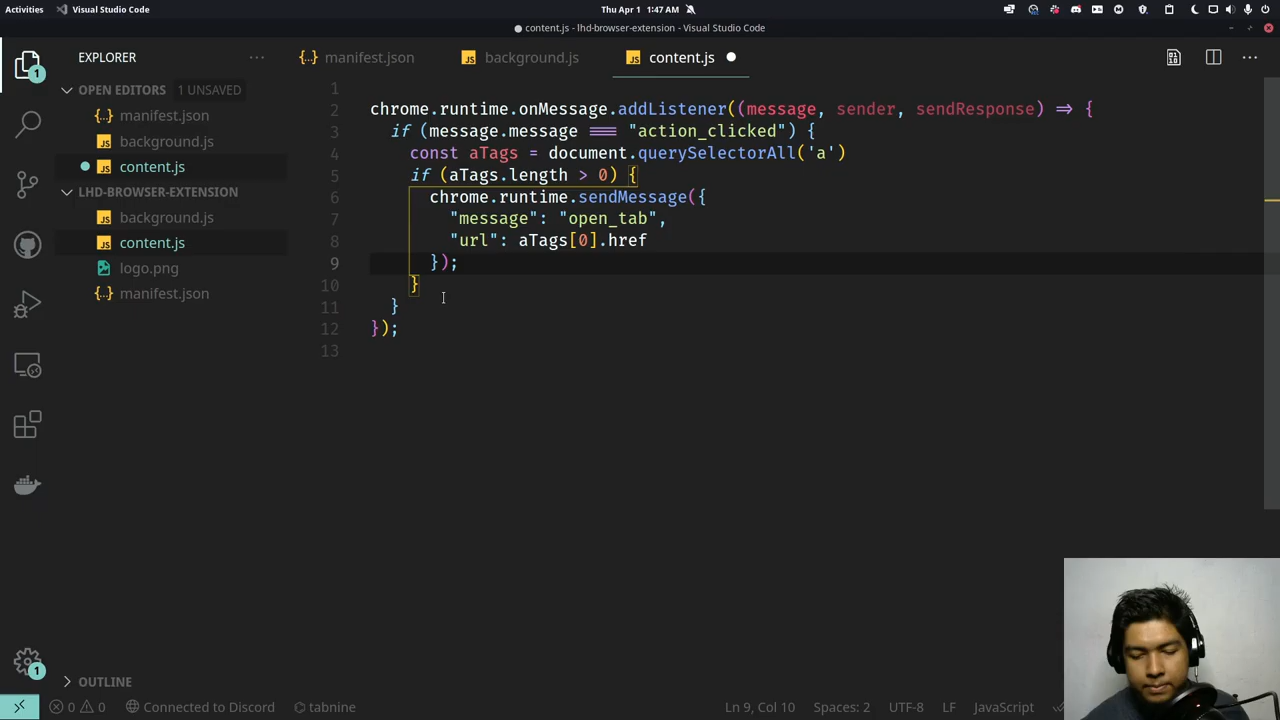 Activities
Visual Studio Code
Thu Apr 1 1:47 AM
● content.js - lhd-browser-extension - Visual Studio Code
EXPLORER
manifest.json
background.js
content.js
OPEN EDITORS 1 UNSAVED
manifest.json
background.js
content.js
LHD-BROWSER-EXTENSION
background.js
content.js
logo.png
manifest.json
1
2 chrome.runtime.onMessage.addListener((message, sender, sendResponse) => {
3 if (message.message === "action_clicked") {
4 const aTags = document.querySelectorAll('a')
5 if (aTags.length > 0) {
6 chrome.runtime.sendMessage({
7 "message": "open_tab",
8 "url": aTags[0].href
9 });
10 }
11 }
12 });
13
1
1
OUTLINE
0 0 Connected to Discord tabnine
Ln 9, Col 10 Spaces: 2 UTF-8 LF JavaScript